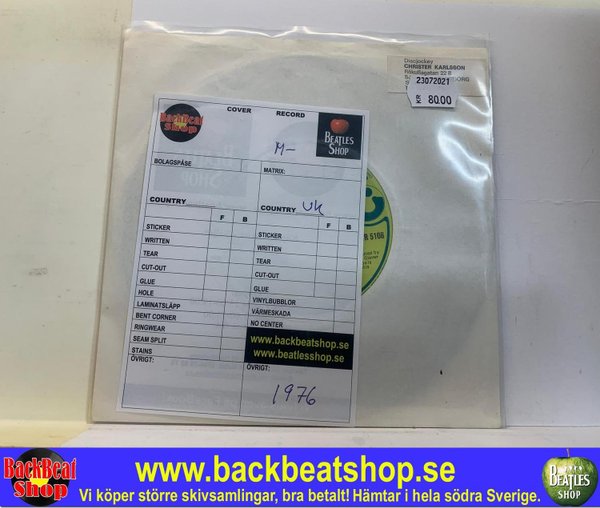 Discjockey
CHRISTER KARLSSON
23072021
KR 80.00
BACKBEAT
SHOP
COVER
RECORD
M-
BEATLES
SHOP
BOLAGSPÅSE
MATRIX:
COUNTRY
COUNTRY UK
F B
F B
STICKER
WRITTEN
TEAR
CUT-OUT
GLUE
HOLE
LAMINATSLÄPP
BENT CORNER
RINGWEAR
SEAM SPLIT
STAINS
ÖVRIGT:
STICKER
WRITTEN
TEAR
CUT-OUT
GLUE
VINYLBUBBLOR
VÄRMESKADA
NO CENTER
www.backbeatshop.se
www.beatlesshop.se
ÖVRIGT:
1976
R 5108
BackBeat
Shop
www.backbeatshop.se
Vi köper större skivsamlingar, bra betalt! Hämtar i hela södra Sverige.
BEATLES
SHOP